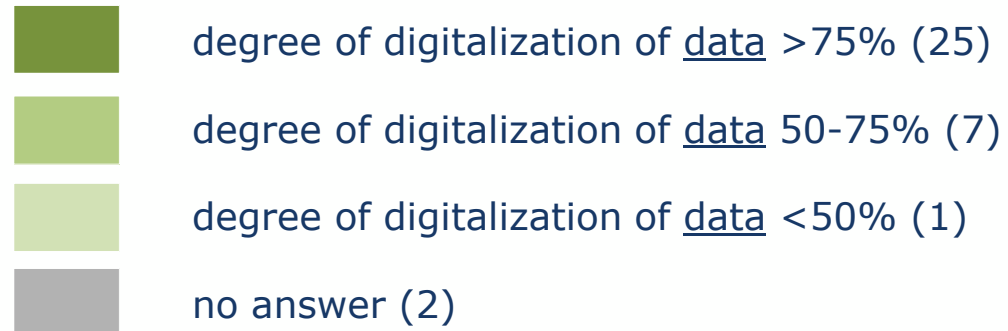 degree of digitalization of data >75% (25)
degree of digitalization of data 50-75% (7)
degree of digitalization of data <50% (1)
no answer (2)